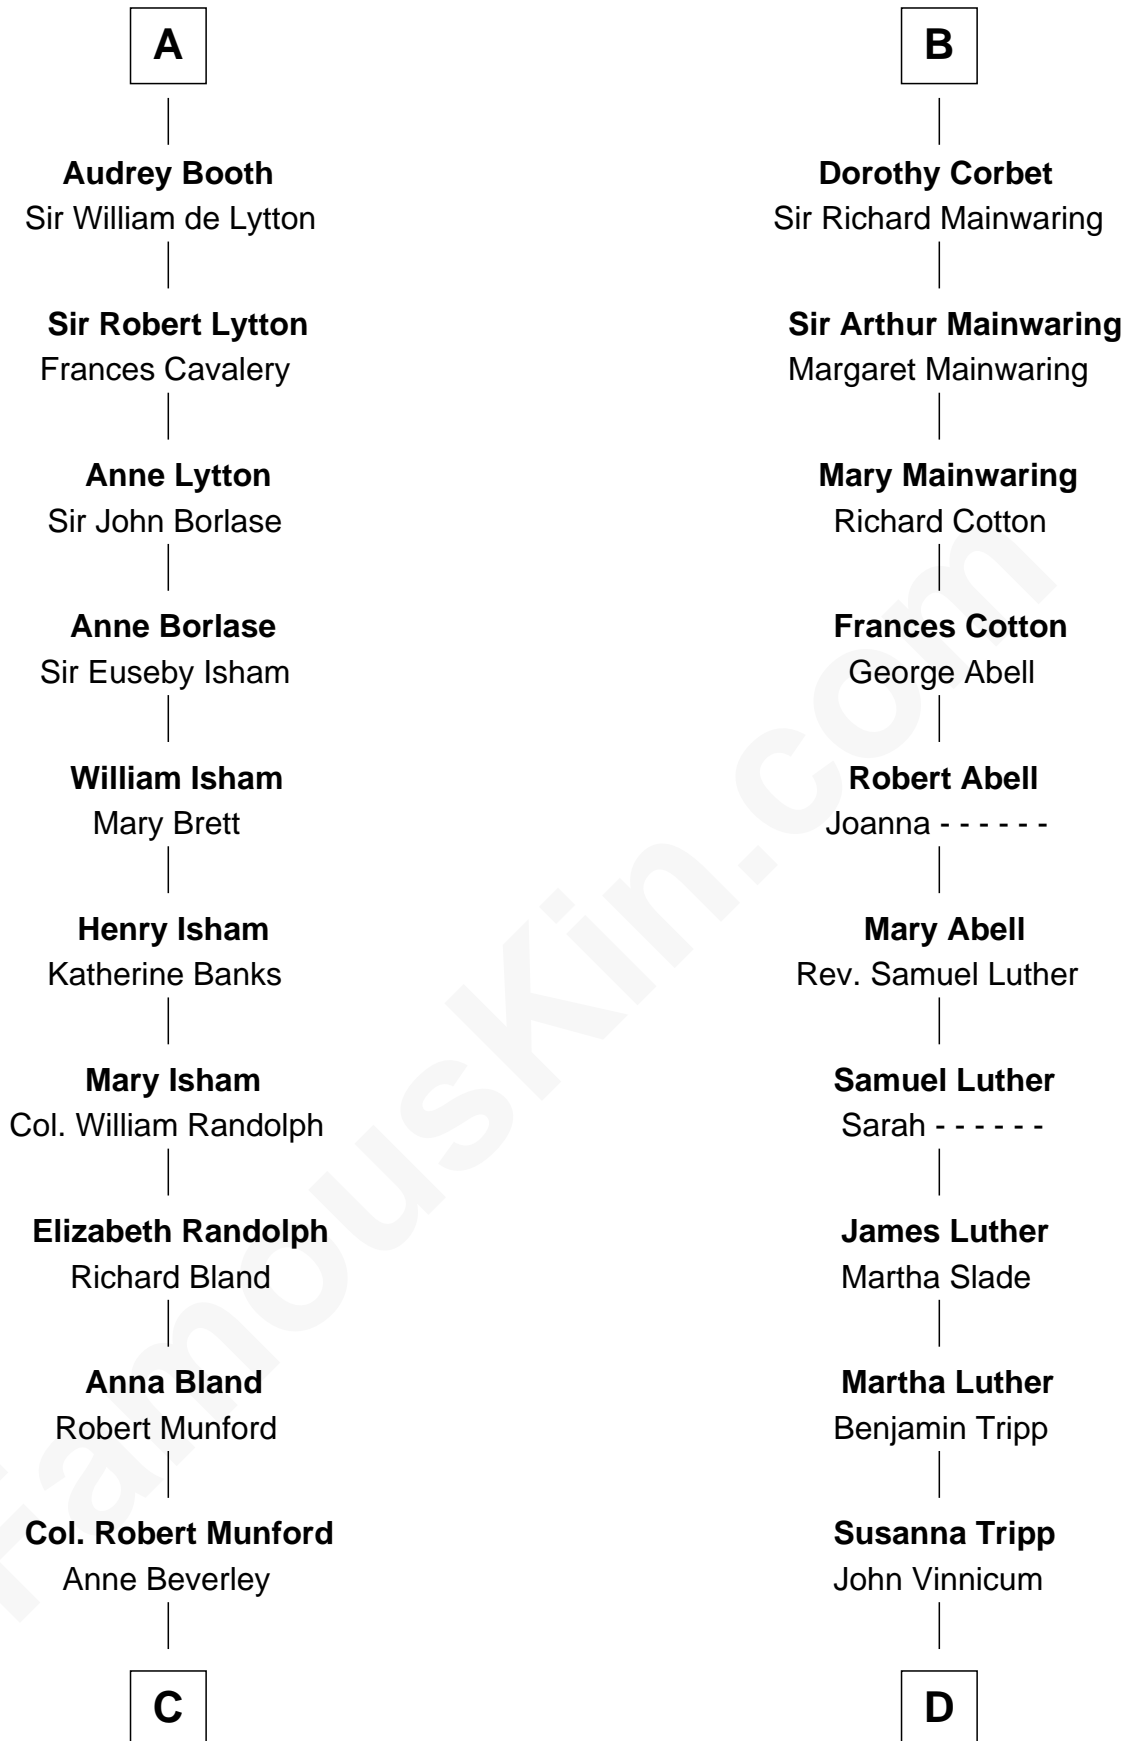 A
Audrey Booth
Sir William de Lytton
Sir Robert Lytton
Frances Cavalery
Anne Lytton
Sir John Borlase
Anne Borlase
Sir Euseby Isham
William Isham
Mary Brett
Henry Isham
Katherine Banks
Mary Isham
Col. William Randolph
Elizabeth Randolph
Richard Bland
Anna Bland
Robert Munford
Col. Robert Munford
Anne Beverley
C
B
Dorothy Corbet
Sir Richard Mainwaring
Sir Arthur Mainwaring
Margaret Mainwaring
Mary Mainwaring
Richard Cotton
Frances Cotton
George Abell
Robert Abell
Joanna - - - - - -
Mary Abell
Rev. Samuel Luther
Samuel Luther
Sarah - - - - - -
James Luther
Martha Slade
Martha Luther
Benjamin Tripp
Susanna Tripp
John Vinnicum
D
FamousKin.com